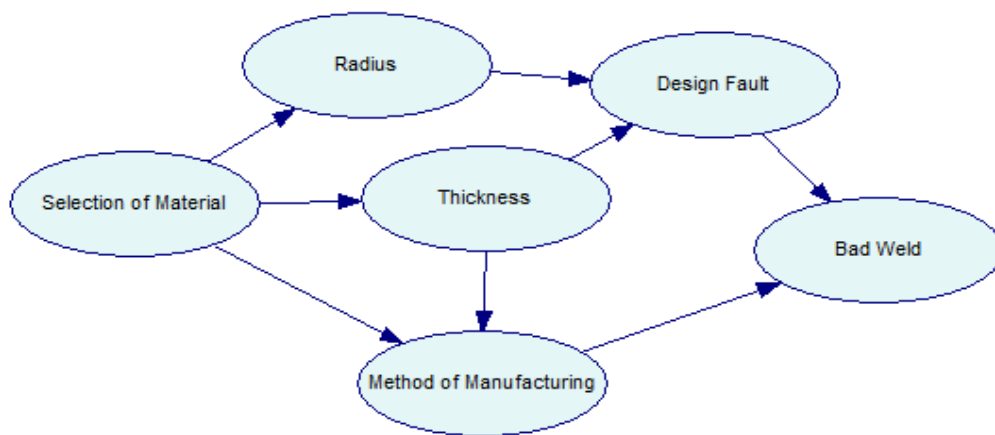 Radius
Design Fault
Selection of Material
Thickness
Bad Weld
Method of Manufacturing